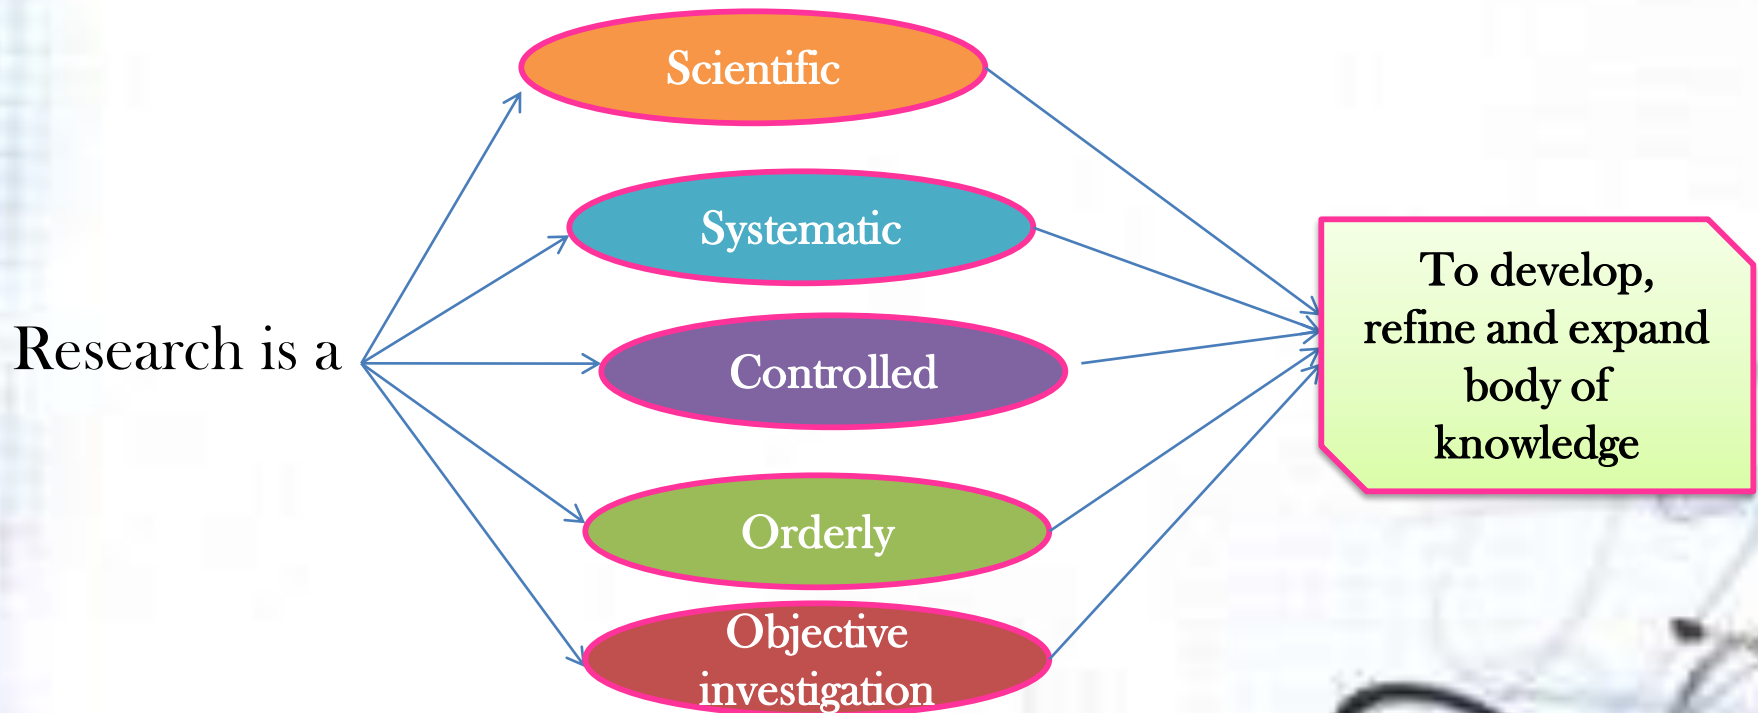 Research is a
Scientific
Systematic
Controlled
Orderly
Objective
investigation
To develop,
refine and expand
body of
knowledge